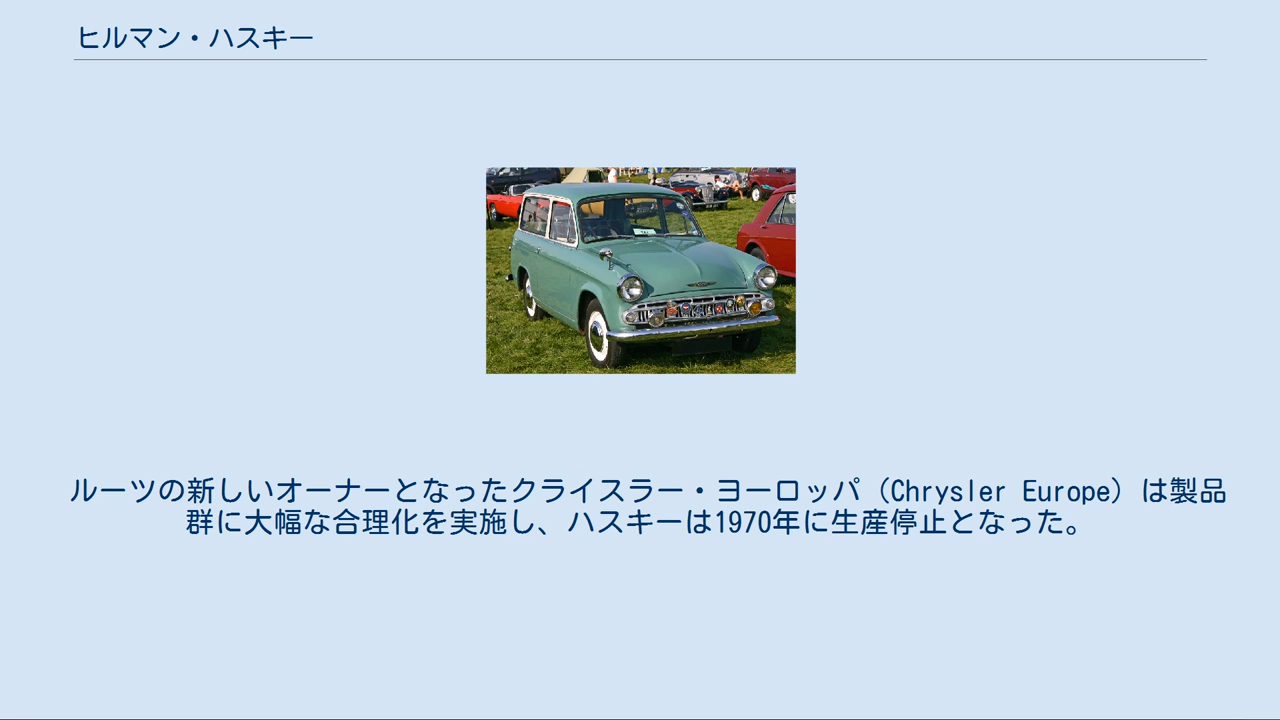 ヒルマン・ハスキー
ルーツの新しいオーナーとなったクライスラー・ヨーロッパ（Chrysler Europe）は製品
群に大幅な合理化を実施し、ハスキーは1970年に生産停止となった。